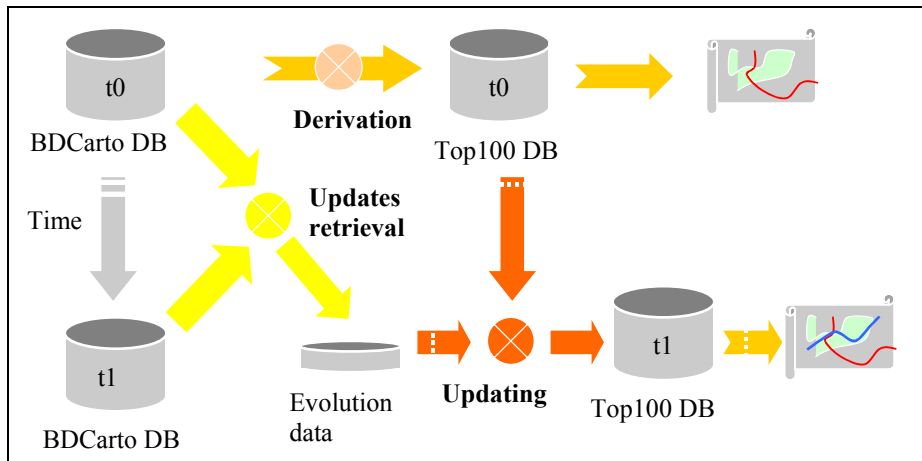 t0
BDCarto DB
Derivation
t0
Top100 DB
Time
Updates
retrieval
t1
BDCarto DB
Evolution
data
Updating
t1
Top100 DB